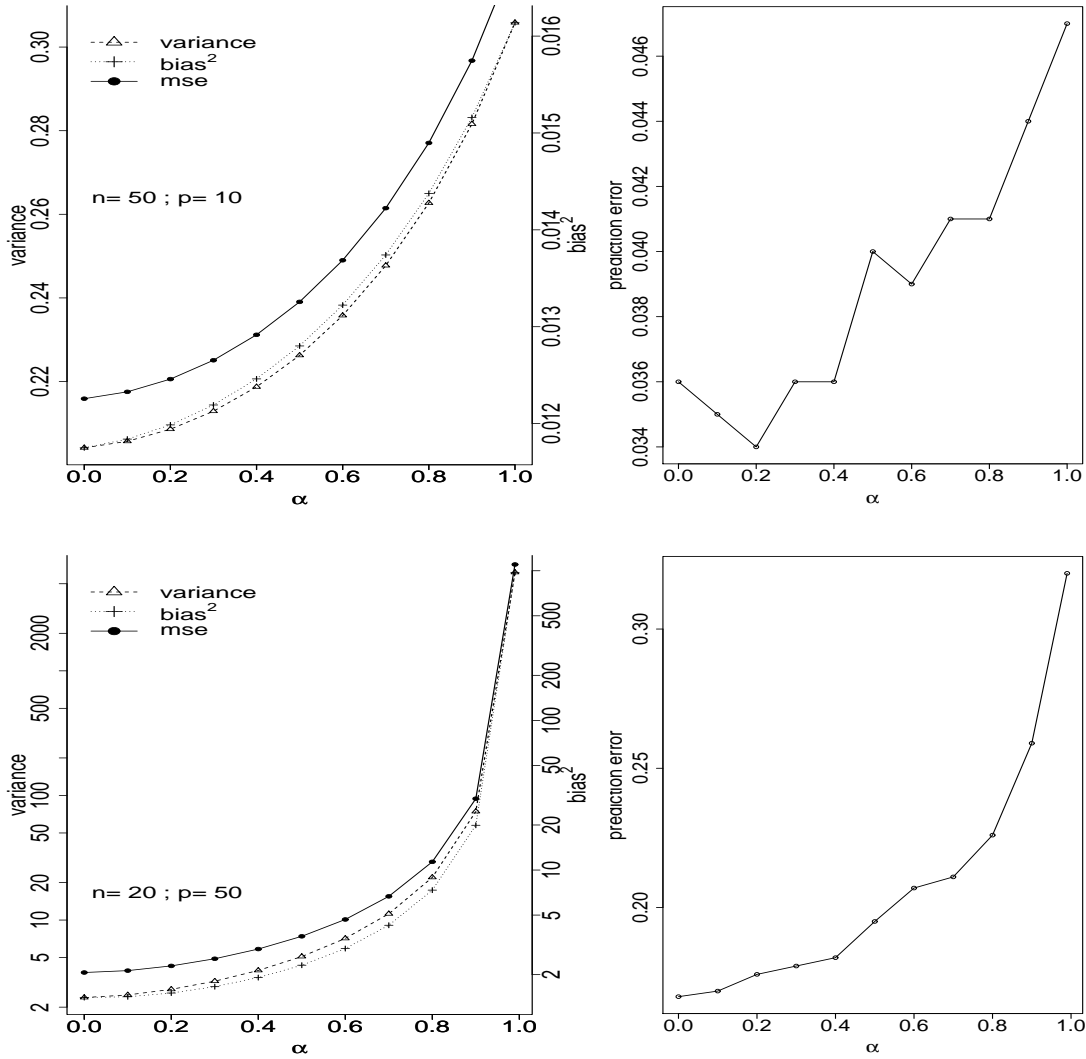 variance
bias2
mse
n= 50 ; p= 10
0.22 0.24 0.26 0.28 0.30
variance
0.012 0.013 0.014 0.015 0.016
bias2
0.0 0.2 0.4 0.6 0.8 1.0
α
0.034 0.036 0.038 0.040 0.042 0.044 0.046
prediction error
0.0 0.2 0.4 0.6 0.8 1.0
α
variance
bias2
mse
n= 20 ; p= 50
2 5 10 20 50 100 500 2000
variance
2 5 10 20 50 100 500
bias2
0.0 0.2 0.4 0.6 0.8 1.0
α
0.20 0.25 0.30
prediction error
0.0 0.2 0.4 0.6 0.8 1.0
α